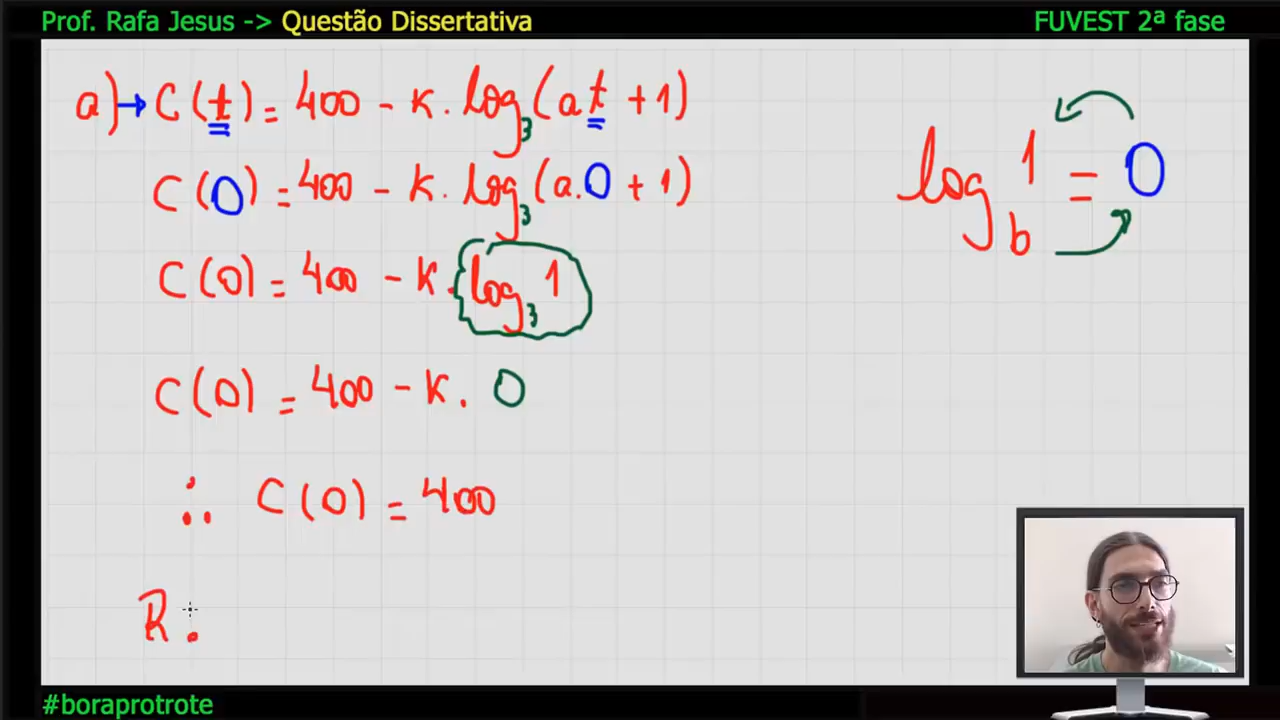 Prof. Rafa Jesus -> Questão Dissertativa
FUVEST 2ª fase
a) → C(t) = 400 - K. log₃(at + 1)
C(0) = 400 - K. log₃(a.0 + 1)
C(0) = 400 - K. log₃ 1
C(0) = 400 - K. 0
∴ C(0) = 400
R:
log_b 1 = 0
#boraprotrote